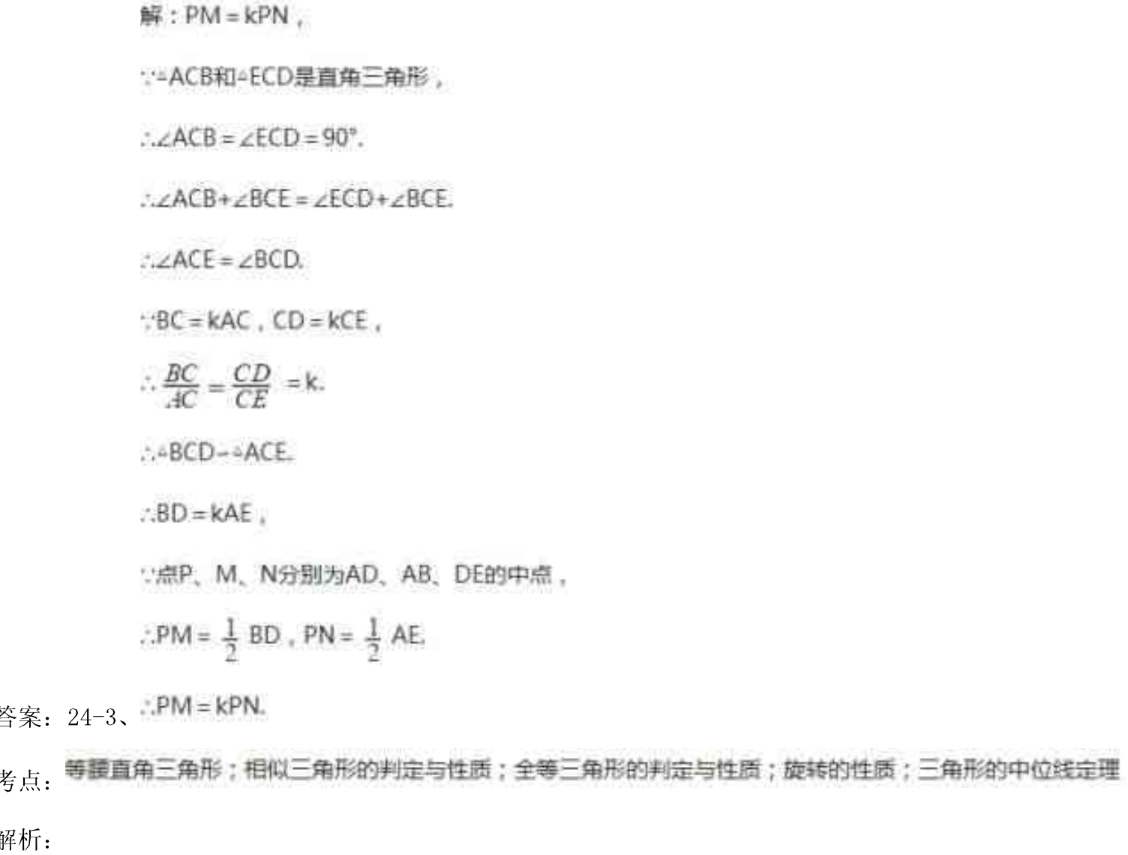 解：PM = kPN，
∵△ACB和△ECD是直角三角形，
∴∠ACB = ∠ECD = 90°.
∴∠ACB+∠BCE = ∠ECD+∠BCE.
∴∠ACE = ∠BCD.
∵BC = kAC，CD = kCE，
∴ BC/AC = CD/CE = k.
∴△BCD∽△ACE.
∴BD = kAE，
∵点P、M、N分别为AD、AB、DE的中点，
∴PM = 1/2 BD，PN = 1/2 AE.
答案：24-3、∴PM = kPN.
考点：等腰直角三角形；相似三角形的判定与性质；全等三角形的判定与性质；旋转的性质；三角形的中位线定理
解析：